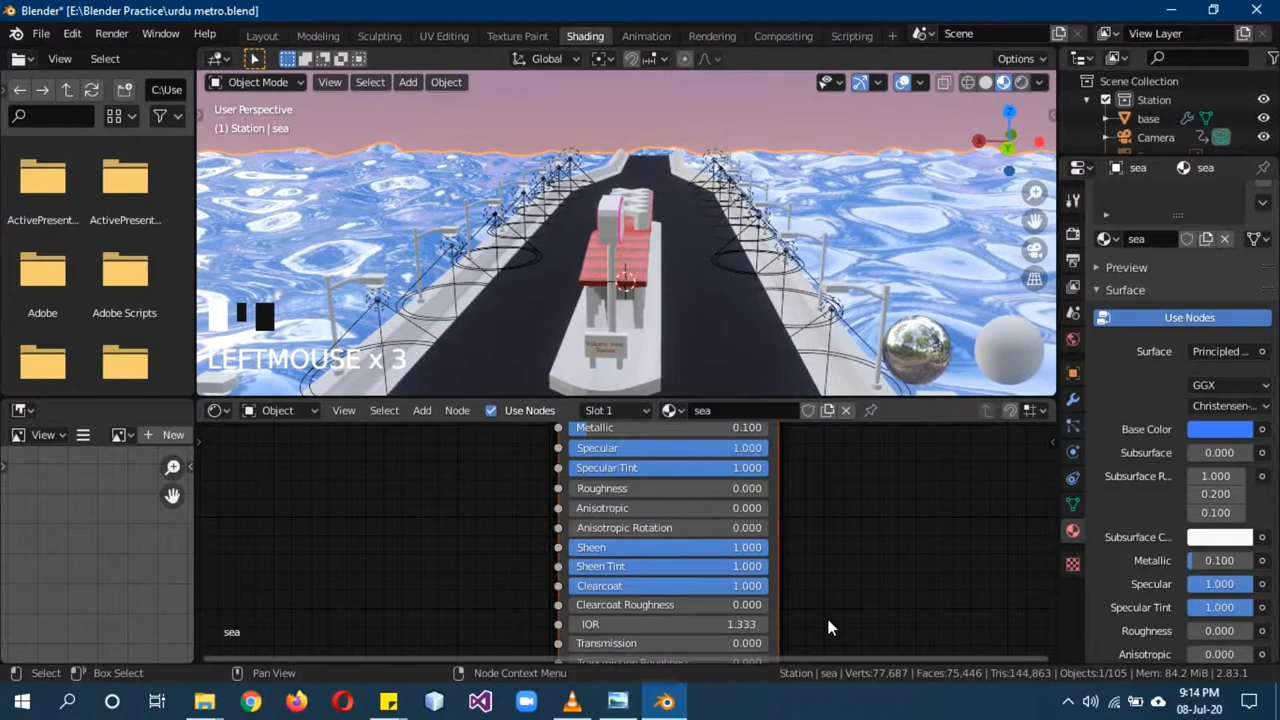 Blender* [E:\Blender Practice\urdu metro.blend]
File Edit Render Window Help Layout Modeling Sculpting UV Editing Texture Paint Shading Animation Rendering Compositing Scripting Scene View Layer
View Select Global Options
C:\Use Object Mode View Select Add Object Scene Collection
User Perspective Station
(1) Station | sea base
Camera
ActivePresent... ActivePresent... sea sea
sea
Preview
Surface
Adobe Adobe Scripts Use Nodes
Surface Principled ...
LEFTMOUSE x 3
GGX
Christensen-...
Object View Select Add Node Use Nodes Slot 1 sea
View New Metallic 0.100 Base Color
Specular 1.000 Subsurface 0.000
Specular Tint 1.000 Subsurface R... 1.000
Roughness 0.000 0.200
Anisotropic 0.000 0.100
Anisotropic Rotation 0.000 Subsurface C...
Sheen 1.000 Metallic 0.100
Sheen Tint 1.000 Specular 1.000
Clearcoat 1.000 Specular Tint 1.000
Clearcoat Roughness 0.000
IOR 1.333 Roughness 0.000
sea Transmission 0.000 Anisotropic 0.000
Select Box Select Pan View Node Context Menu Station | sea | Verts:77,687 | Faces:75,446 | Tris:144,863 | Objects:1/105 | Mem: 84.2 MiB | 2.83.1
9:14 PM
08-Jul-20